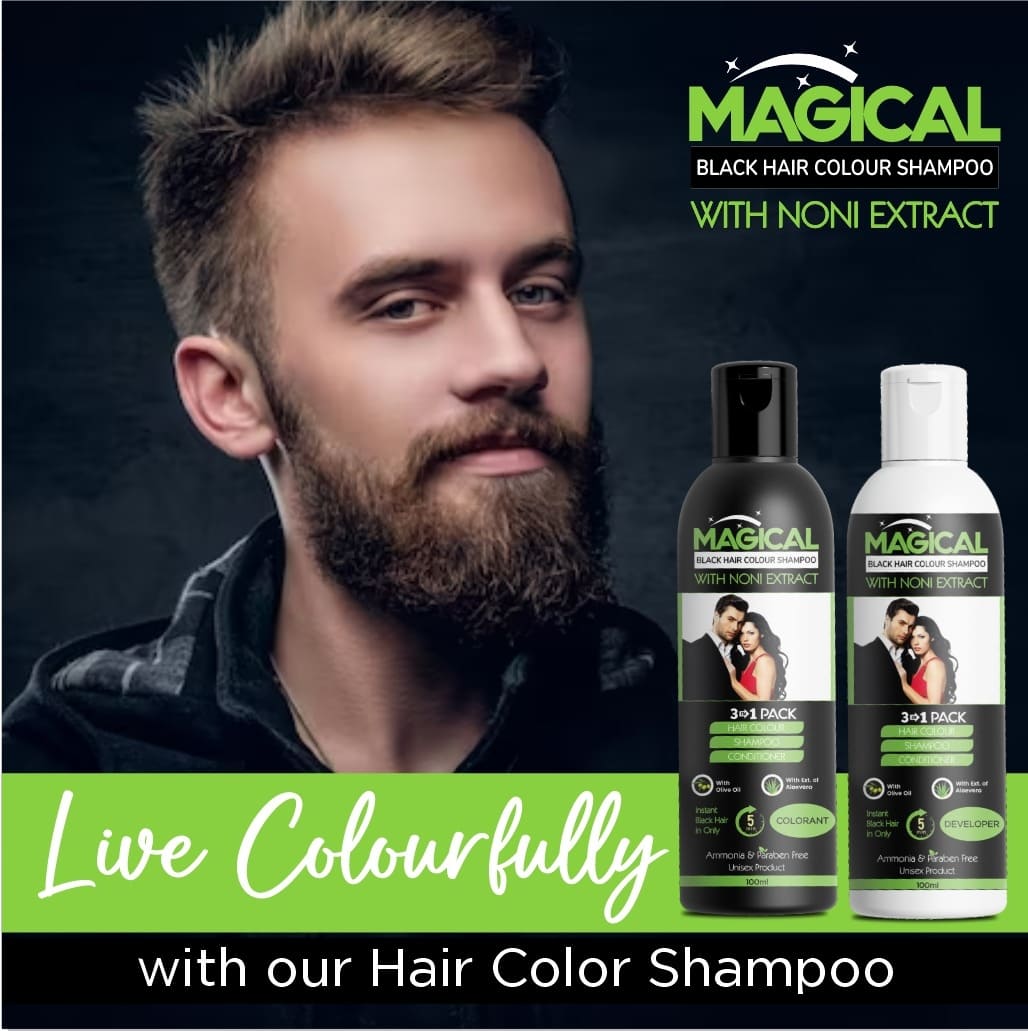 MAGICAL
BLACK HAIR COLOUR SHAMPOO
WITH NONI EXTRACT
MAGICAL
BLACK HAIR COLOUR SHAMPOO
WITH NONI EXTRACT
3⇨1 PACK
HAIR COLOUR
SHAMPOO
CONDITIONER
With
Olive Oil
With Ext. of
Aloevera
Instant
Black Hair
in Only
5
min
COLORANT
Ammonia & Paraben Free
Unisex Product
100ml
MAGICAL
BLACK HAIR COLOUR SHAMPOO
WITH NONI EXTRACT
3⇨1 PACK
HAIR COLOUR
SHAMPOO
CONDITIONER
With
Olive Oil
With Ext. of
Aloevera
Instant
Black Hair
in Only
5
min
DEVELOPER
Ammonia & Paraben Free
Unisex Product
100ml
Live Colourfully
with our Hair Color Shampoo